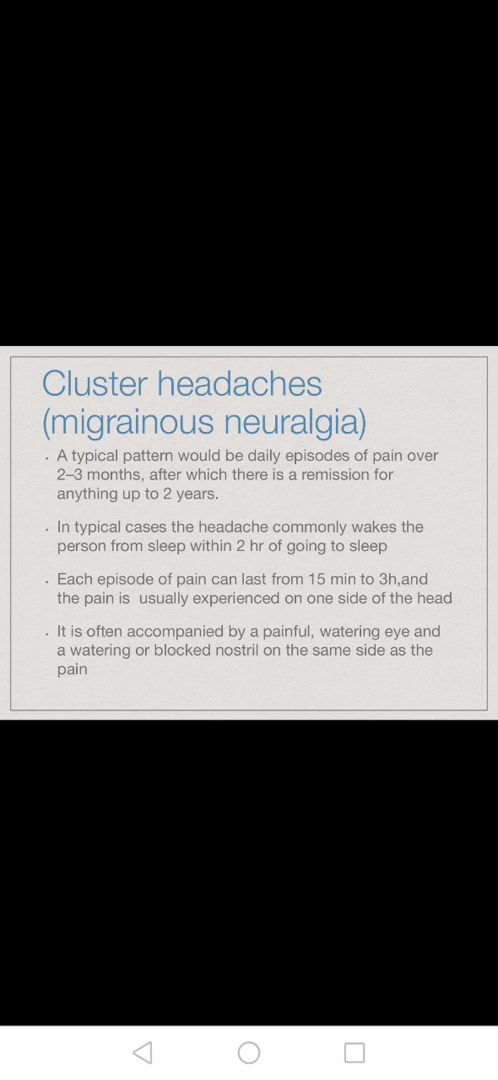 Cluster headaches
(migrainous neuralgia)
· A typical pattern would be daily episodes of pain over
2–3 months, after which there is a remission for
anything up to 2 years.
· In typical cases the headache commonly wakes the
person from sleep within 2 hr of going to sleep
· Each episode of pain can last from 15 min to 3h,and
the pain is usually experienced on one side of the head
· It is often accompanied by a painful, watering eye and
a watering or blocked nostril on the same side as the
pain